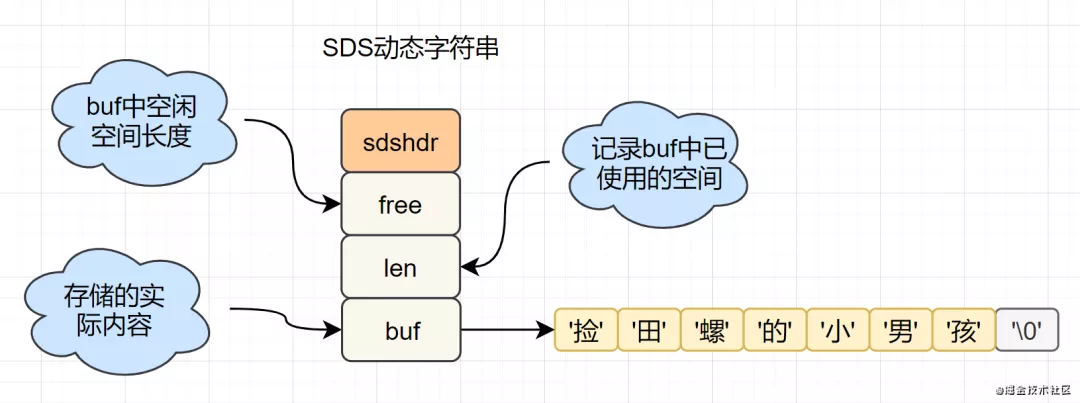 SDS动态字符串
buf中空闲
空间长度
sdshdr
记录buf中已
使用的空间
free
len
存储的实
际内容
buf
'捡' '田' '螺' '的' '小' '男' '孩' '\0'
@掘金技术社区